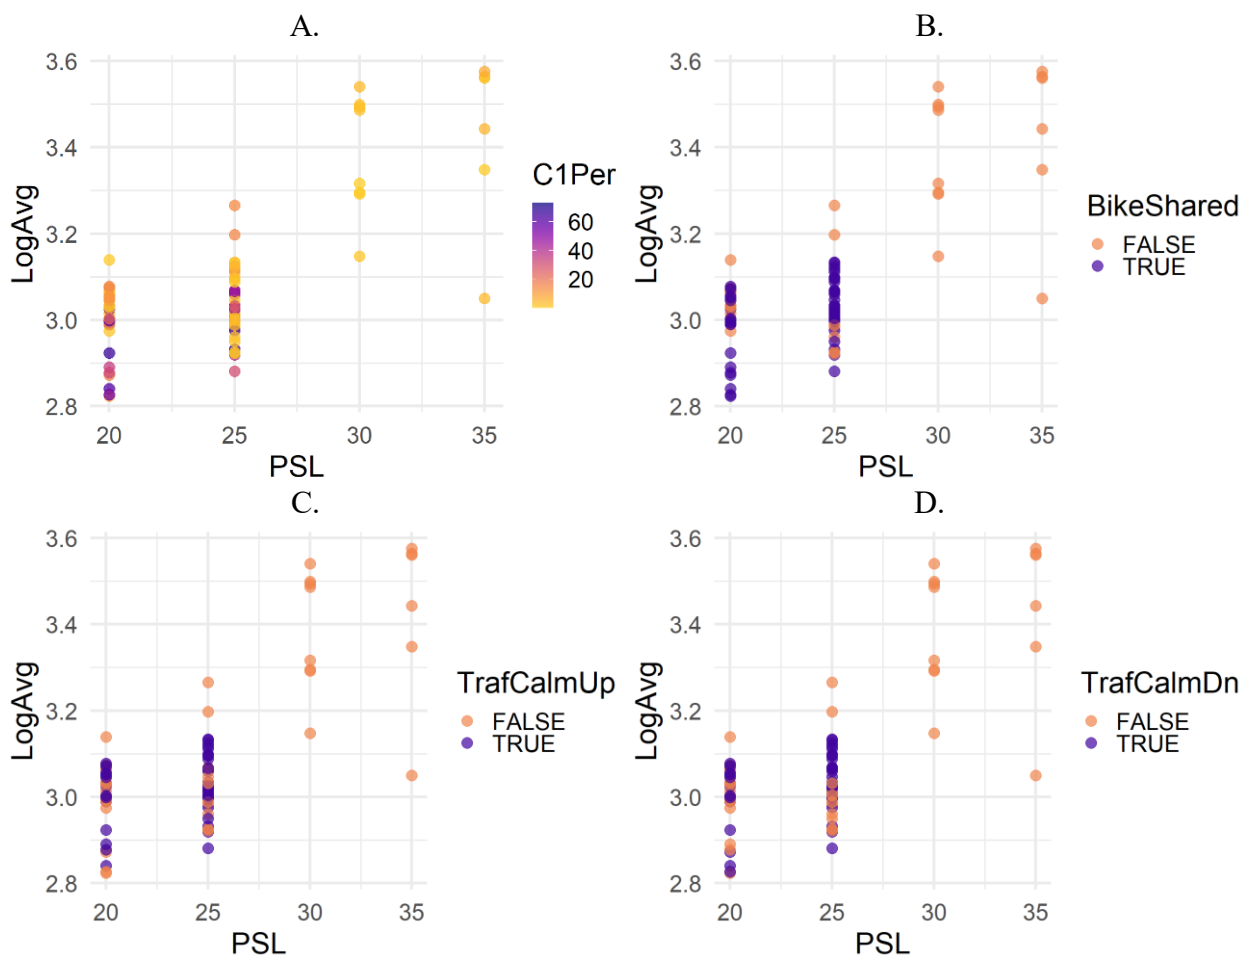 A.
3.6
3.4
3.2
3.0
2.8
LogAvg
20 25 30 35
PSL
C1Per
60
40
20
B.
3.6
3.4
3.2
3.0
2.8
LogAvg
20 25 30 35
PSL
BikeShared
FALSE
TRUE
C.
3.6
3.4
3.2
3.0
2.8
LogAvg
20 25 30 35
PSL
TrafCalmUp
FALSE
TRUE
D.
3.6
3.4
3.2
3.0
2.8
LogAvg
20 25 30 35
PSL
TrafCalmDn
FALSE
TRUE